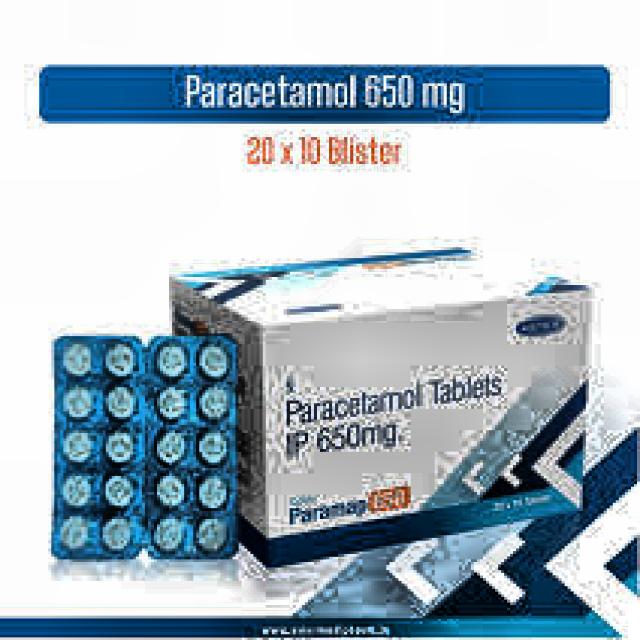 Paracetamol 650 mg
20 x 10 Blister
Paracetamol Tablets
IP 650mg
Paramap 650